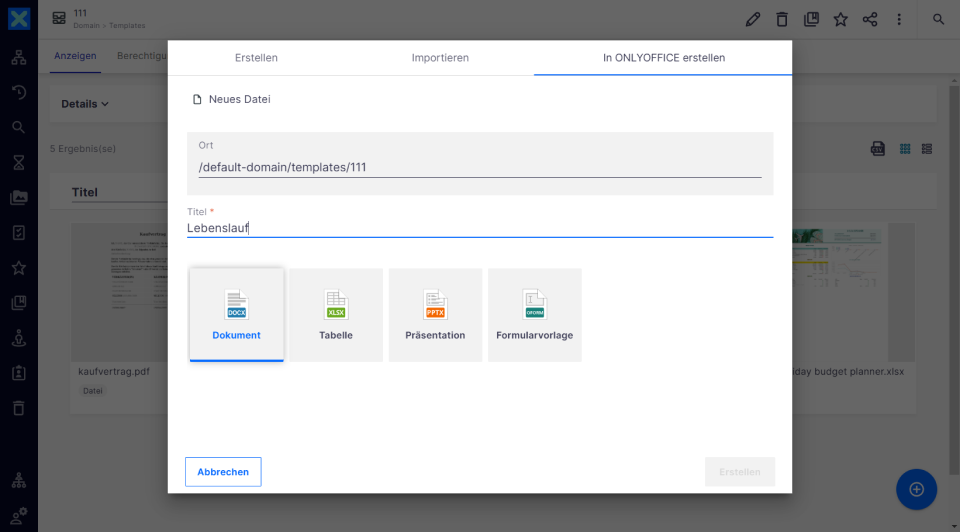 111
Domain > Templates
Anzeigen Berechtigu
Erstellen Importieren In ONLYOFFICE erstellen
Neues Datei
Details
Ort
/default-domain/templates/111
5 Ergebnis(se)
CSV
Titel
Titel *
Lebenslauf
kaufvertrag
DOCX XLSX PPTX OFORM
Dokument Tabelle Präsentation Formularvorlage
kaufvertrag.pdf
iday budget planner.xlsx
Datei
Abbrechen Erstellen